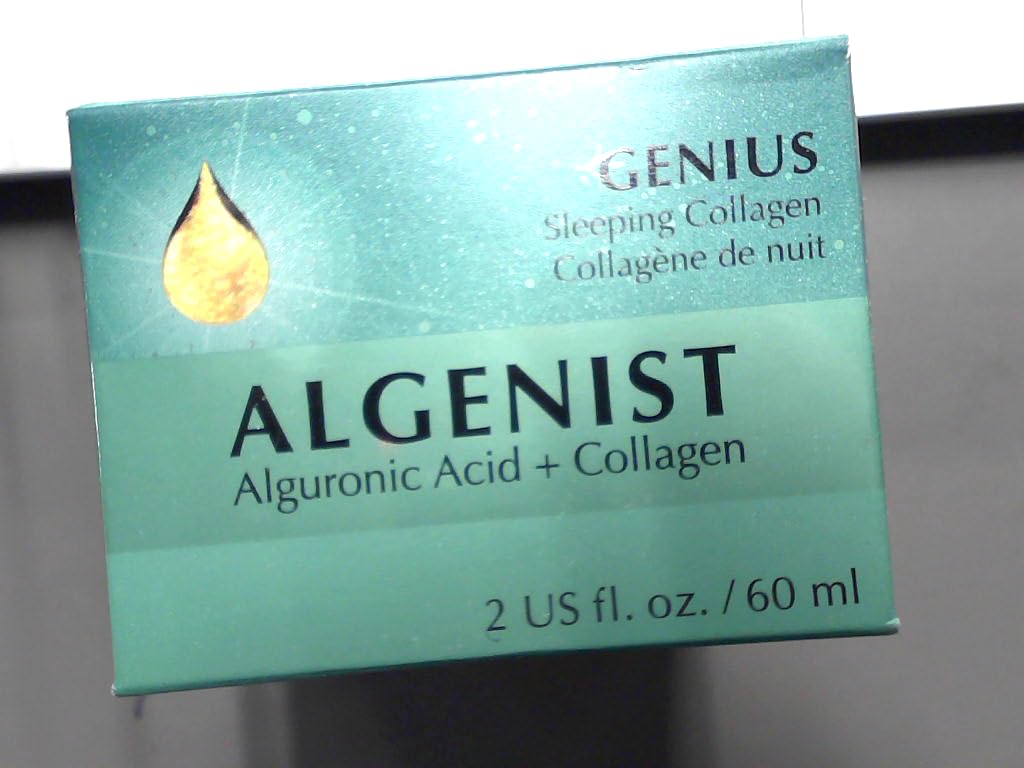 GENIUS
Sleeping Collagen
Collagène de nuit
ALGENIST
Alguronic Acid + Collagen
2 US fl. oz. / 60 ml